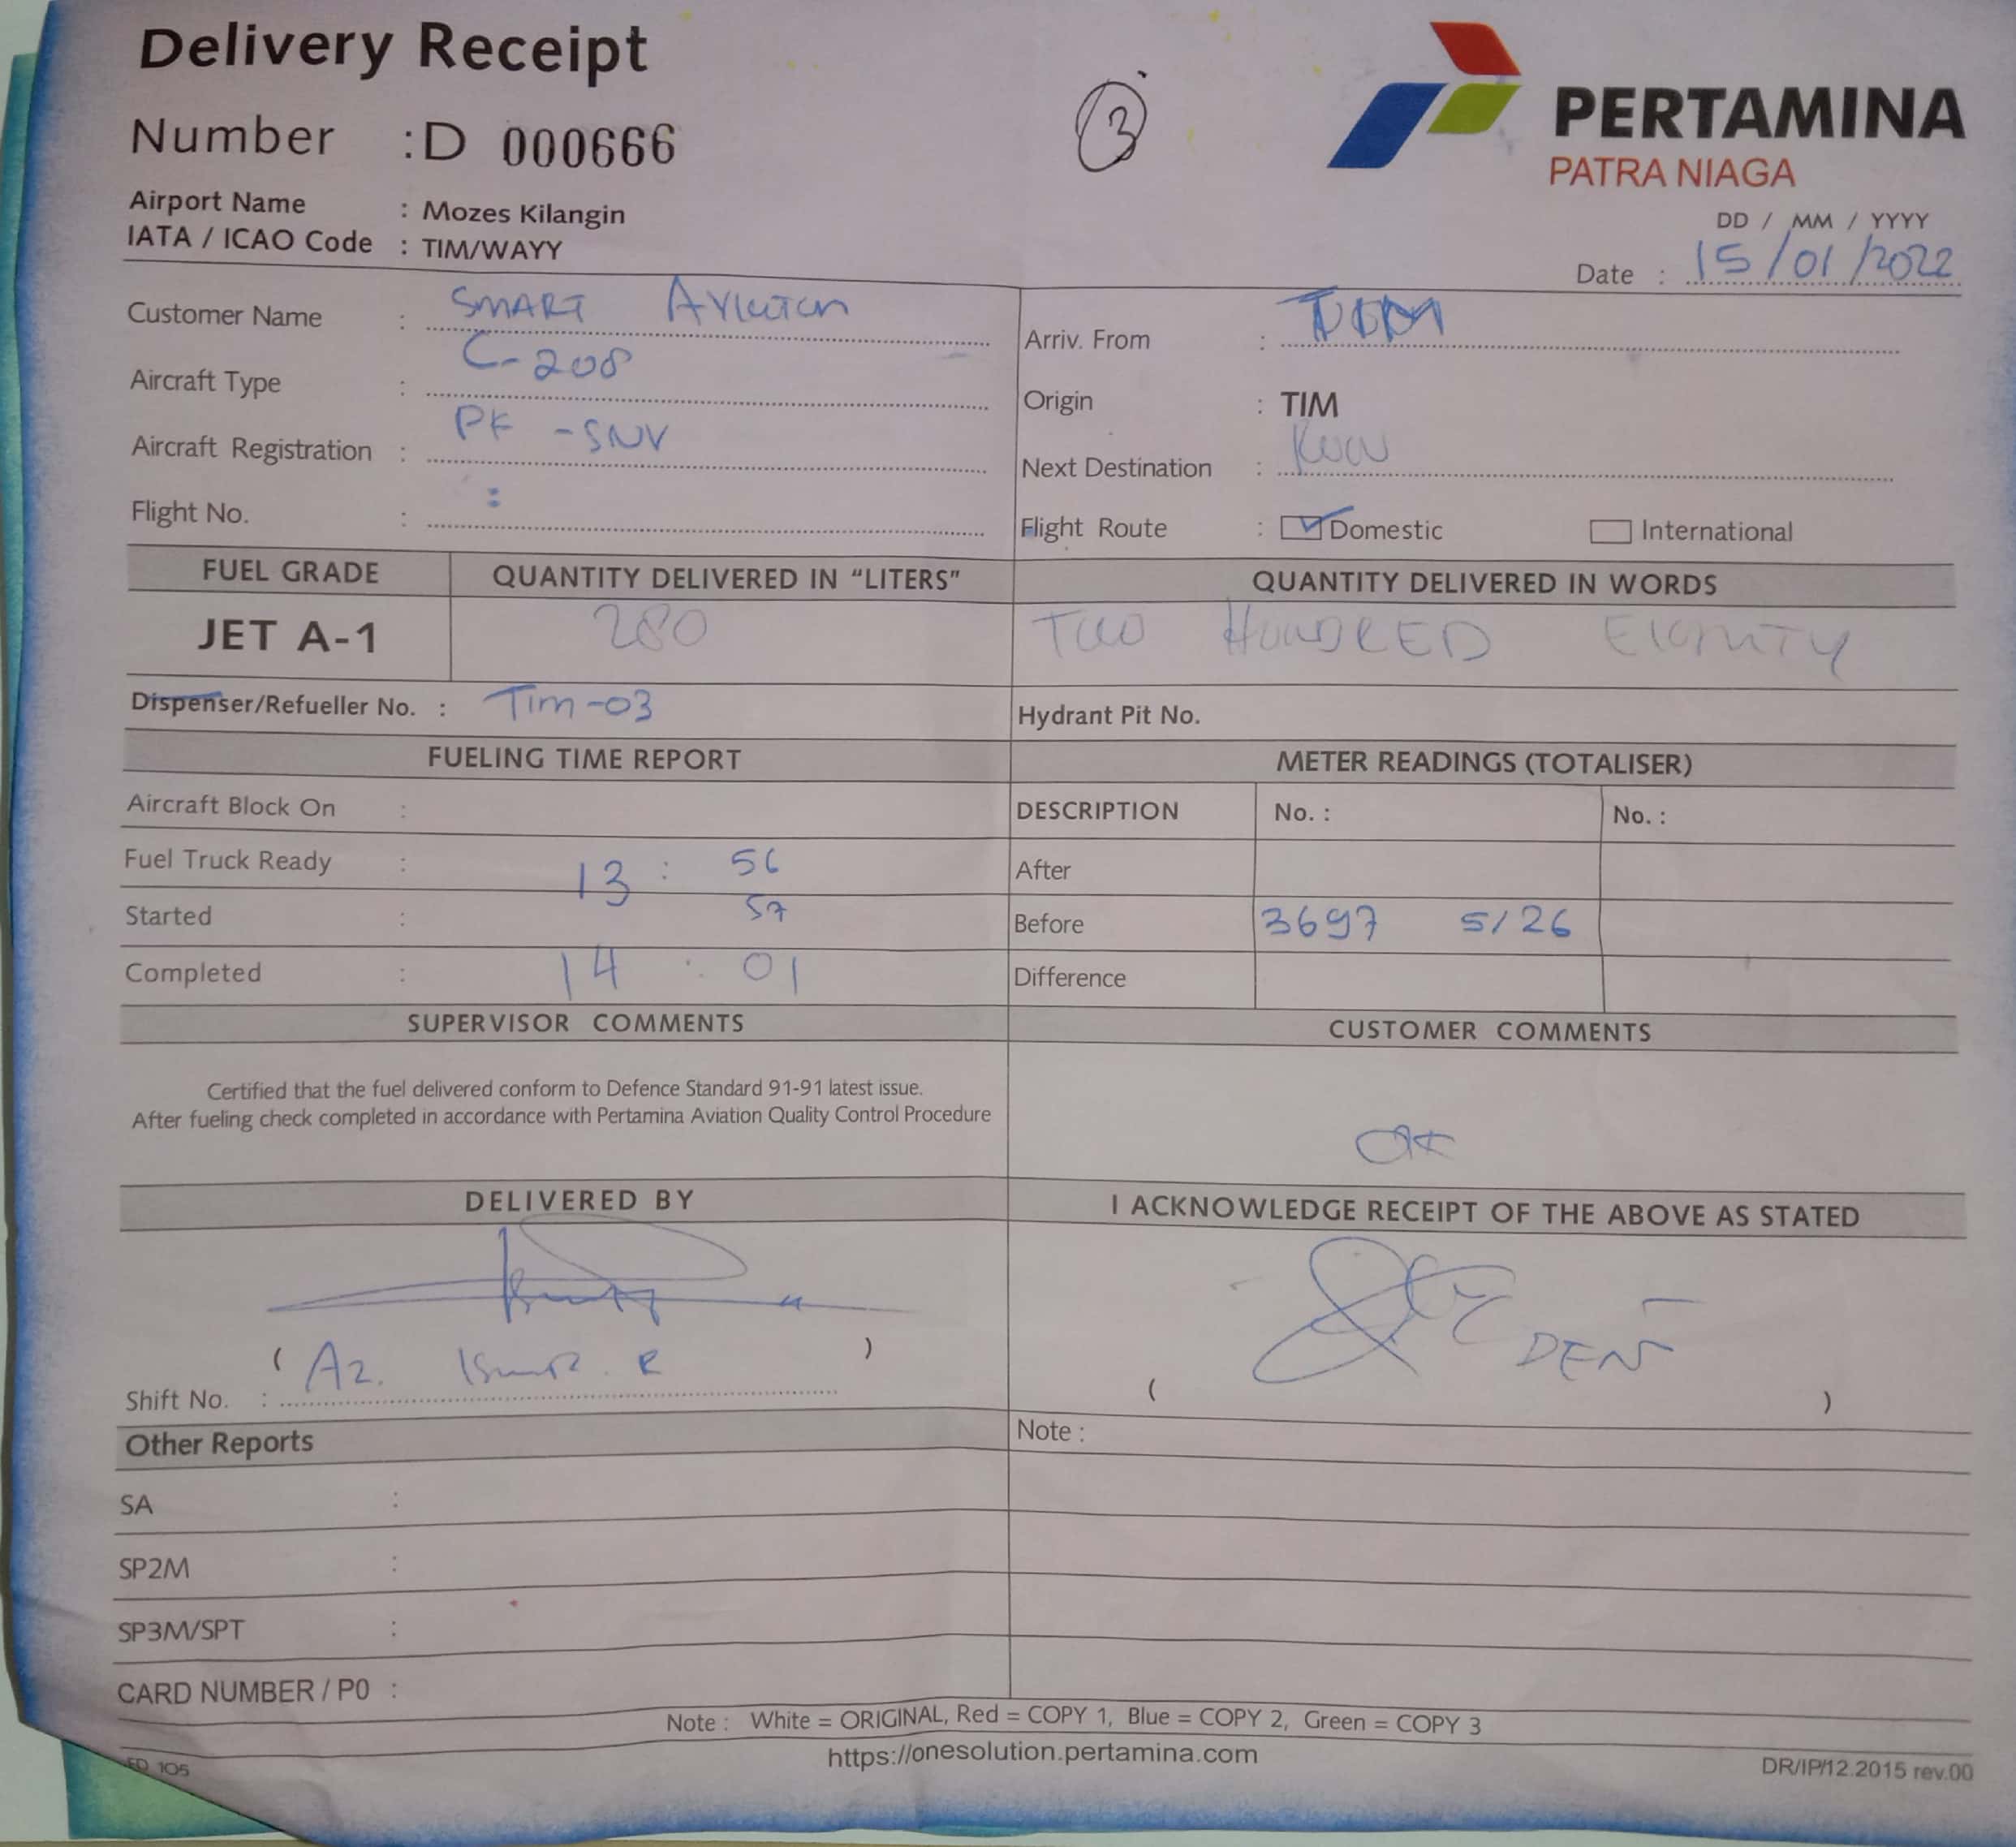 Delivery Receipt
3
PERTAMINA
PATRA NIAGA
Number : D 000666
Airport Name : Mozes Kilangin
IATA / ICAO Code : TIM/WAYY
DD / MM / YYYY
Date : 15/01/2022
Customer Name : SMART Aviation
Arriv. From :
Aircraft Type : C-208
Origin : TIM
Aircraft Registration : PK -SNV
Next Destination :
Flight No. :
Flight Route : Domestic International
FUEL GRADE QUANTITY DELIVERED IN "LITERS" QUANTITY DELIVERED IN WORDS
JET A-1 280 TWO HUNDRED EIGHTY
Dispenser/Refueller No. : Tim-03 Hydrant Pit No.
FUELING TIME REPORT METER READINGS (TOTALISER)
Aircraft Block On : DESCRIPTION No. : No. :
Fuel Truck Ready : 13 : 56 After
Started : 57 Before 3697 5126
Completed : 14 : 01 Difference
SUPERVISOR COMMENTS CUSTOMER COMMENTS
Certified that the fuel delivered conform to Defence Standard 91-91 latest issue.
After fueling check completed in accordance with Pertamina Aviation Quality Control Procedure
OK
DELIVERED BY I ACKNOWLEDGE RECEIPT OF THE ABOVE AS STATED
DENI
( A2. R )
Shift No. : ( )
Other Reports Note :
SA :
SP2M :
SP3M/SPT :
CARD NUMBER / P0 :
Note : White = ORIGINAL, Red = COPY 1, Blue = COPY 2, Green = COPY 3
https://onesolution.pertamina.com
FD 105 DR/IP/12.2015 rev.00